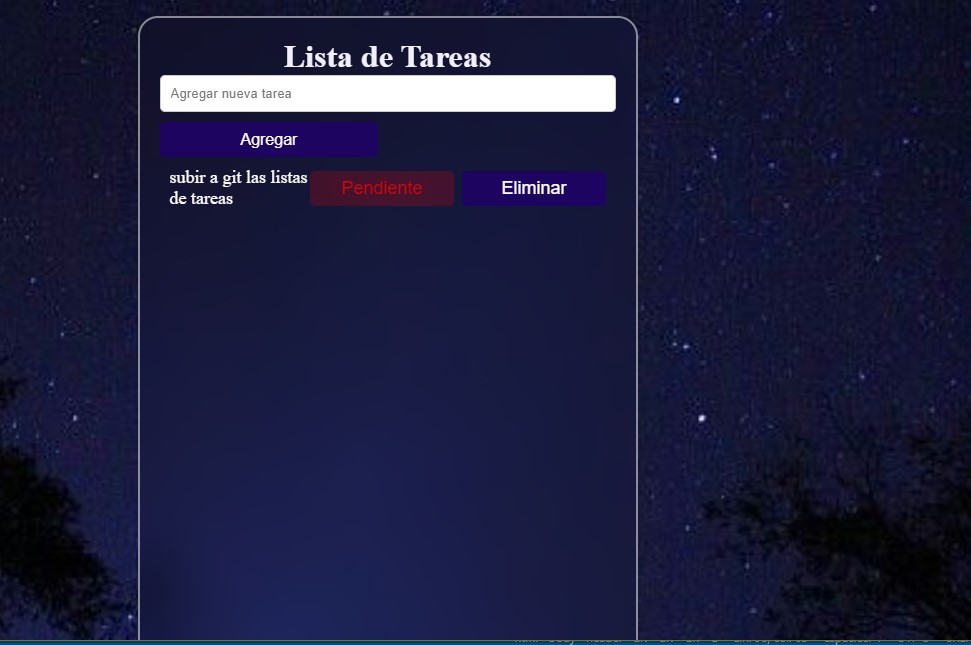 Lista de Tareas
Agregar nueva tarea
Agregar
subir a git las listas
de tareas
Pendiente
Eliminar